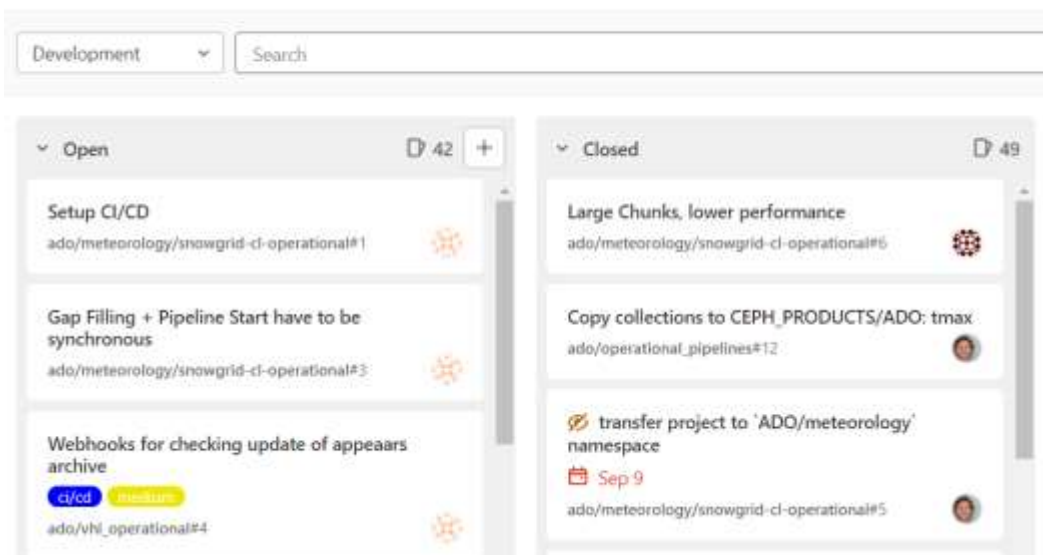 Development
Search
Open
42
Setup CI/CD
ado/meteorology/snowgrid-cl-operational#1
Gap Filling + Pipeline Start have to be
synchronous
ado/meteorology/snowgrid-cl-operational#3
Webhooks for checking update of appeaars
archive
ci/cd medium
ado/vhi_operational#4
Closed
49
Large Chunks, lower performance
ado/meteorology/snowgrid-cl-operational#6
Copy collections to CEPH_PRODUCTS/ADO: tmax
ado/operational_pipelines#12
transfer project to `ADO/meteorology`
namespace
Sep 9
ado/meteorology/snowgrid-cl-operational#5